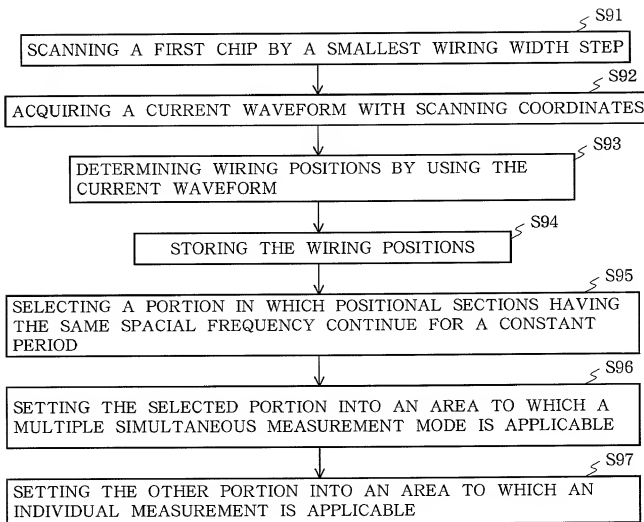 S91
SCANNING A FIRST CHIP BY A SMALLEST WIRING WIDTH STEP
S92
ACQUIRING A CURRENT WAVEFORM WITH SCANNING COORDINATES
S93
DETERMINING WIRING POSITIONS BY USING THE
CURRENT WAVEFORM
S94
STORING THE WIRING POSITIONS
S95
SELECTING A PORTION IN WHICH POSITIONAL SECTIONS HAVING
THE SAME SPACIAL FREQUENCY CONTINUE FOR A CONSTANT
PERIOD
S96
SETTING THE SELECTED PORTION INTO AN AREA TO WHICH A
MULTIPLE SIMULTANEOUS MEASUREMENT MODE IS APPLICABLE
S97
SETTING THE OTHER PORTION INTO AN AREA TO WHICH AN
INDIVIDUAL MEASUREMENT IS APPLICABLE